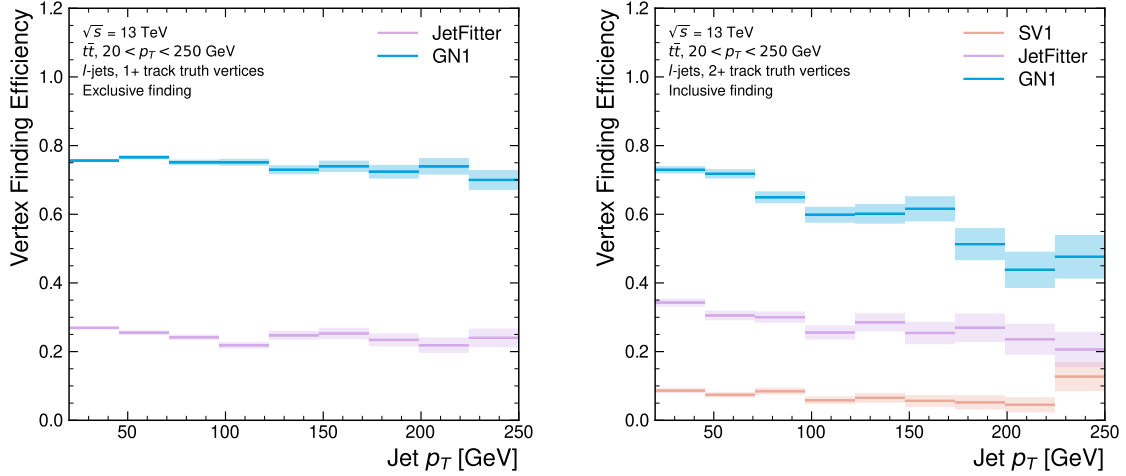 √s = 13 TeV
tt̄, 20 < p_T < 250 GeV
l-jets, 1+ track truth vertices
Exclusive finding
JetFitter
GN1
Vertex Finding Efficiency
1.2
1.0
0.8
0.6
0.4
0.2
0.0
50
100
150
200
250
Jet p_T [GeV]
√s = 13 TeV
tt̄, 20 < p_T < 250 GeV
l-jets, 2+ track truth vertices
Inclusive finding
SV1
JetFitter
GN1
Vertex Finding Efficiency
1.2
1.0
0.8
0.6
0.4
0.2
0.0
50
100
150
200
250
Jet p_T [GeV]